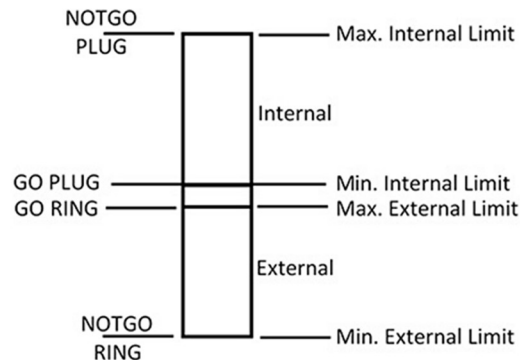 NOTGO
PLUG
Max. Internal Limit
Internal
GO PLUG
Min. Internal Limit
GO RING
Max. External Limit
External
NOTGO
RING
Min. External Limit